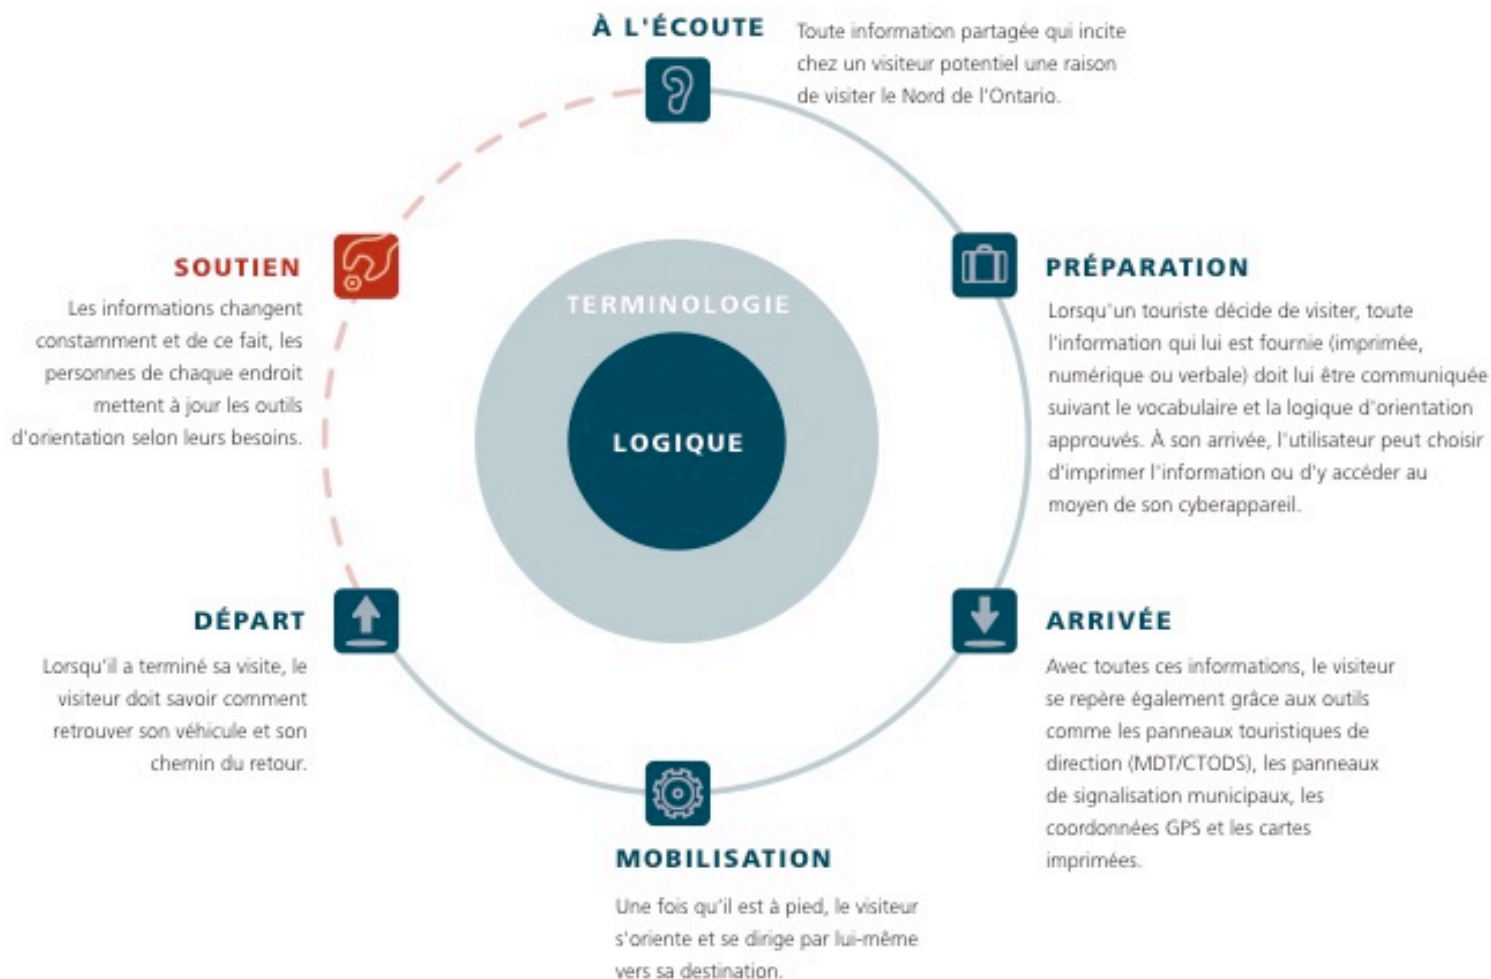 À L'ÉCOUTE
Toute information partagée qui incite
chez un visiteur potentiel une raison
de visiter le Nord de l'Ontario.
PRÉPARATION
Lorsqu'un touriste décide de visiter, toute
l'information qui lui est fournie (imprimée,
numérique ou verbale) doit lui être communiquée
suivant le vocabulaire et la logique d'orientation
approuvés. À son arrivée, l'utilisateur peut choisir
d'imprimer l'information ou d'y accéder au
moyen de son cyberappareil.
ARRIVÉE
Avec toutes ces informations, le visiteur
se repère également grâce aux outils
comme les panneaux touristiques de
direction (MDT/CTODS), les panneaux
de signalisation municipaux, les
coordonnées GPS et les cartes
imprimées.
MOBILISATION
Une fois qu'il est à pied, le visiteur
s'oriente et se dirige par lui-même
vers sa destination.
DÉPART
Lorsqu'il a terminé sa visite, le
visiteur doit savoir comment
retrouver son véhicule et son
chemin du retour.
SOUTIEN
Les informations changent
constamment et de ce fait, les
personnes de chaque endroit
mettent à jour les outils
d'orientation selon leurs besoins.
TERMINOLOGIE
LOGIQUE